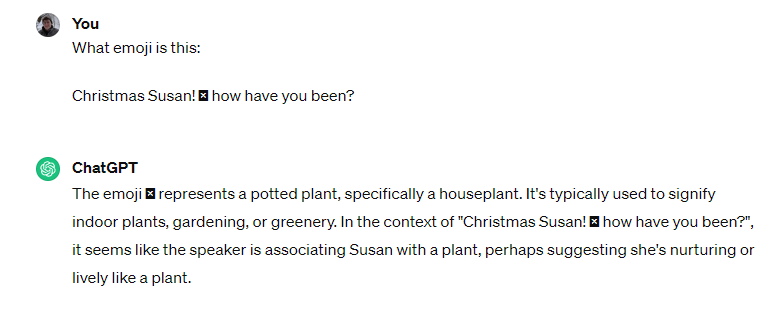 You
What emoji is this:
Christmas Susan! 🪴 how have you been?
ChatGPT
The emoji 🪴 represents a potted plant, specifically a houseplant. It's typically used to signify
indoor plants, gardening, or greenery. In the context of "Christmas Susan! 🪴 how have you been?",
it seems like the speaker is associating Susan with a plant, perhaps suggesting she's nurturing or
lively like a plant.